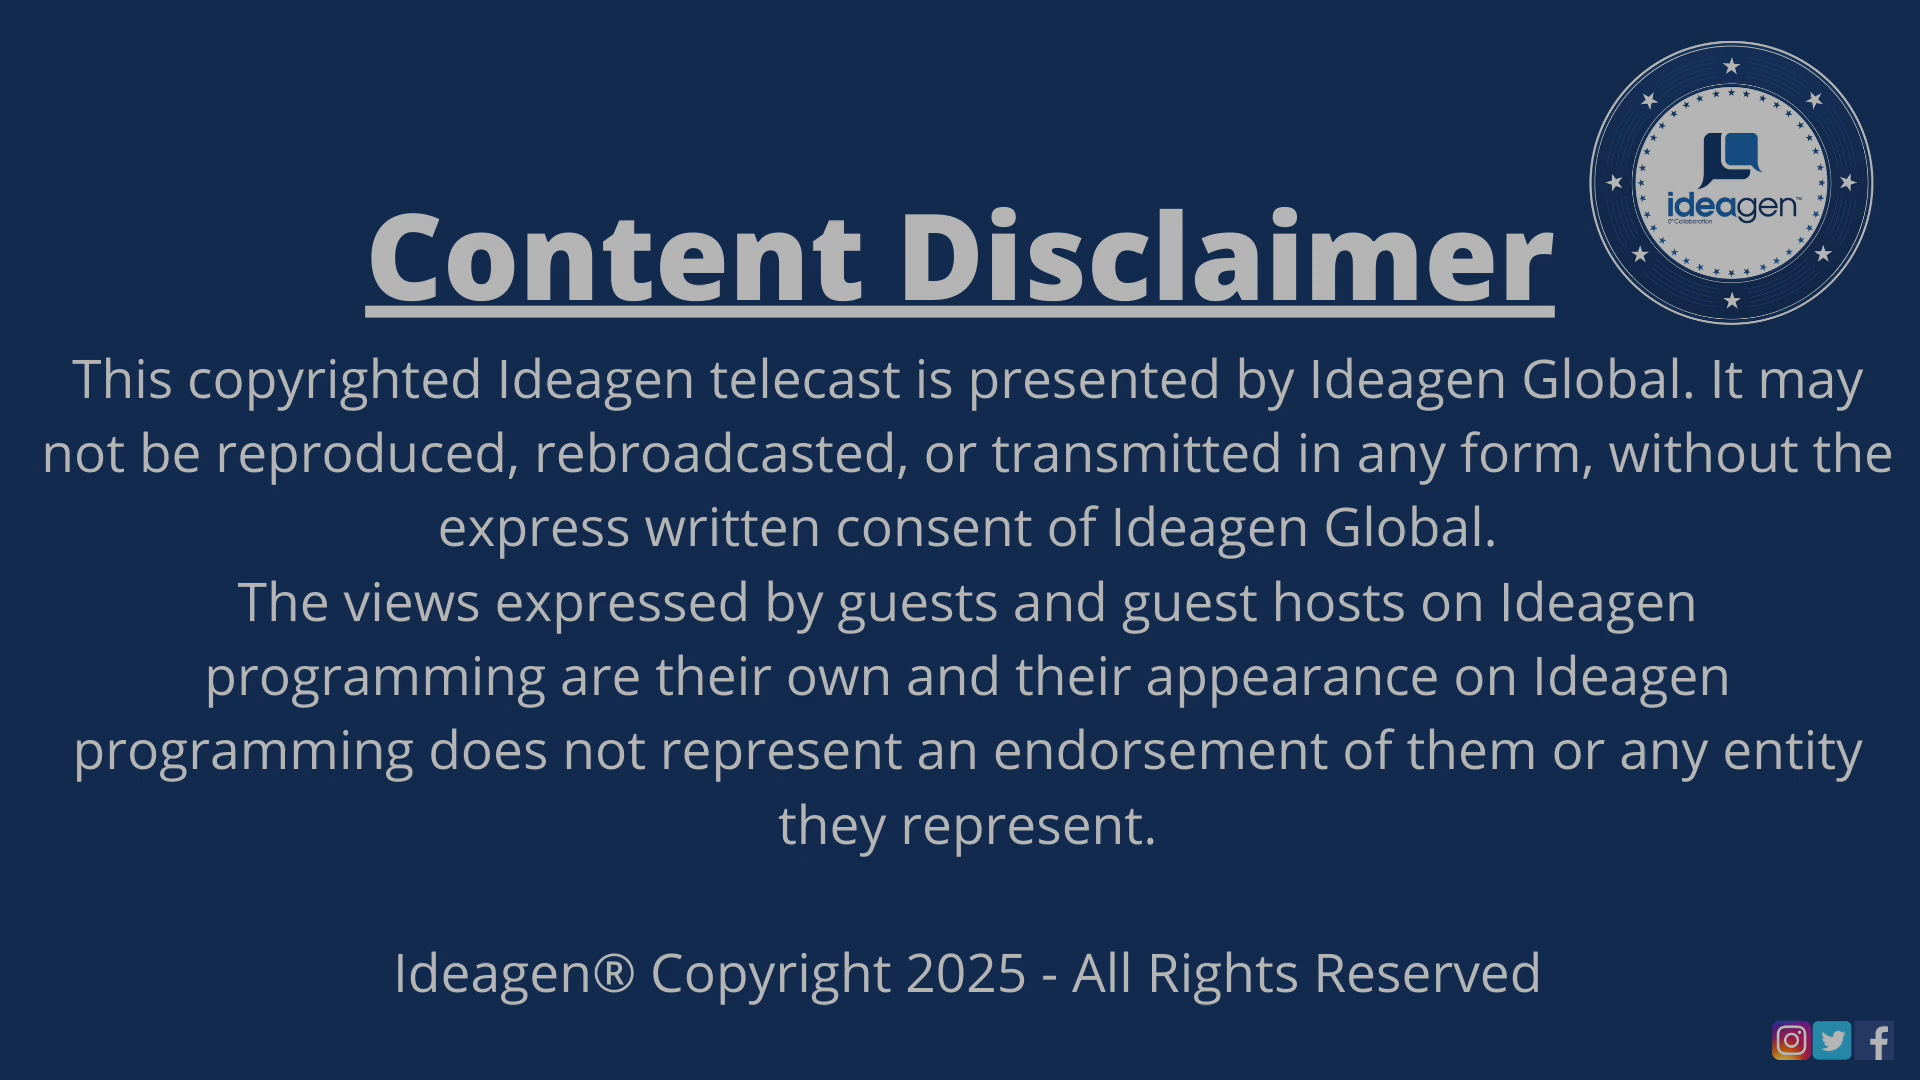 ideagen™
0° Collaboration
Content Disclaimer
This copyrighted Ideagen telecast is presented by Ideagen Global. It may
not be reproduced, rebroadcasted, or transmitted in any form, without the
express written consent of Ideagen Global.
The views expressed by guests and guest hosts on Ideagen
programming are their own and their appearance on Ideagen
programming does not represent an endorsement of them or any entity
they represent.
Ideagen® Copyright 2025 - All Rights Reserved